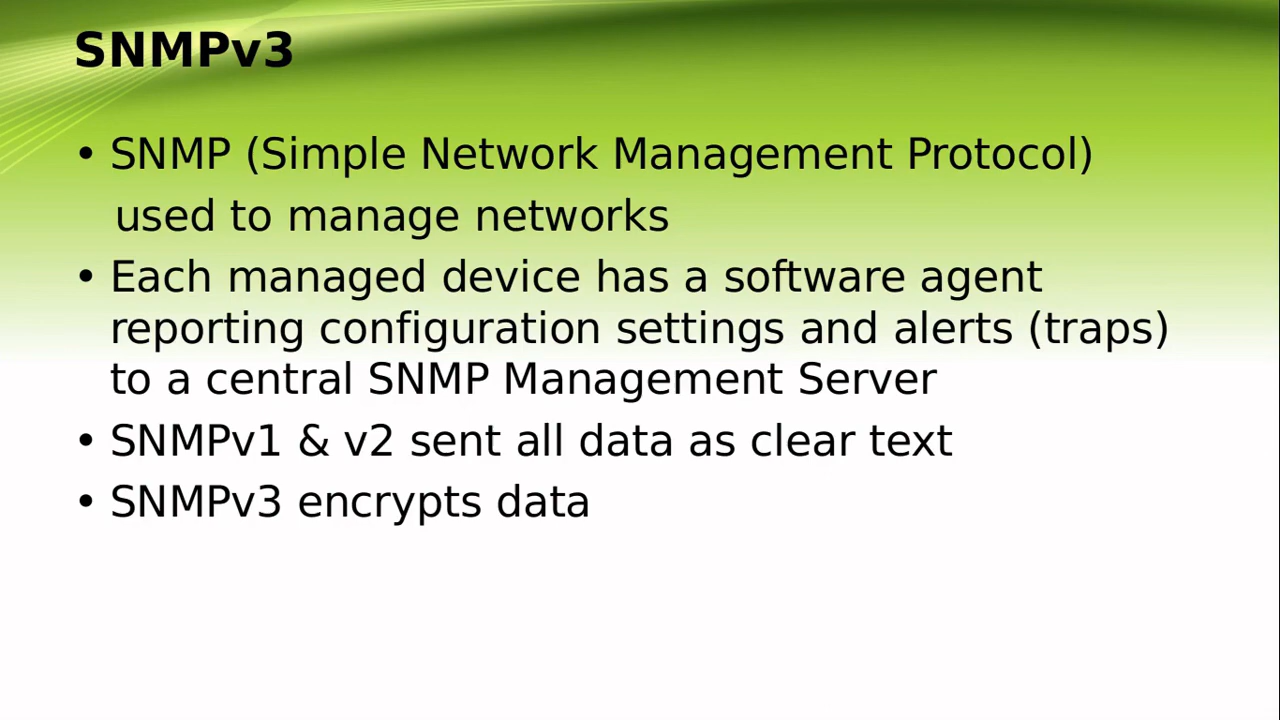 SNMPv3
• SNMP (Simple Network Management Protocol)
used to manage networks
• Each managed device has a software agent
reporting configuration settings and alerts (traps)
to a central SNMP Management Server
• SNMPv1 & v2 sent all data as clear text
• SNMPv3 encrypts data